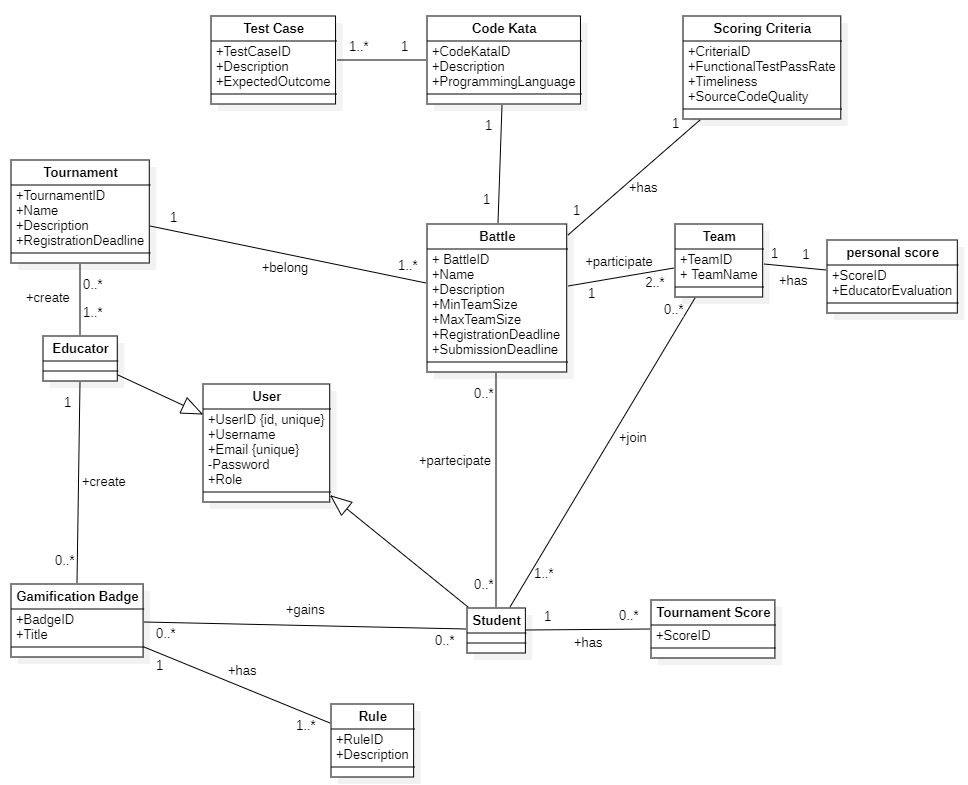 Test Case
+TestCaseID
+Description
+ExpectedOutcome
1..*
1
Code Kata
+CodeKataID
+Description
+ProgrammingLanguage
Scoring Criteria
+CriteriaID
+FunctionalTestPassRate
+Timeliness
+SourceCodeQuality
1
1
1
+has
1
Tournament
+TournamentID
+Name
+Description
+RegistrationDeadline
1
+belong
1..*
Battle
+ BattleID
+Name
+Description
+MinTeamSize
+MaxTeamSize
+RegistrationDeadline
+SubmissionDeadline
+participate
1
2..*
Team
+TeamID
+ TeamName
1
1
+has
personal score
+ScoreID
+EducatorEvaluation
0..*
+create
1..*
Educator
0..*
1
User
+UserID {id, unique}
+Username
+Email {unique}
-Password
+Role
0..*
+partecipate
+join
+create
0..*
0..*
1..*
Gamification Badge
+BadgeID
+Title
+gains
0..*
0..*
Student
1
0..*
+has
Tournament Score
+ScoreID
1
+has
1..*
Rule
+RuleID
+Description